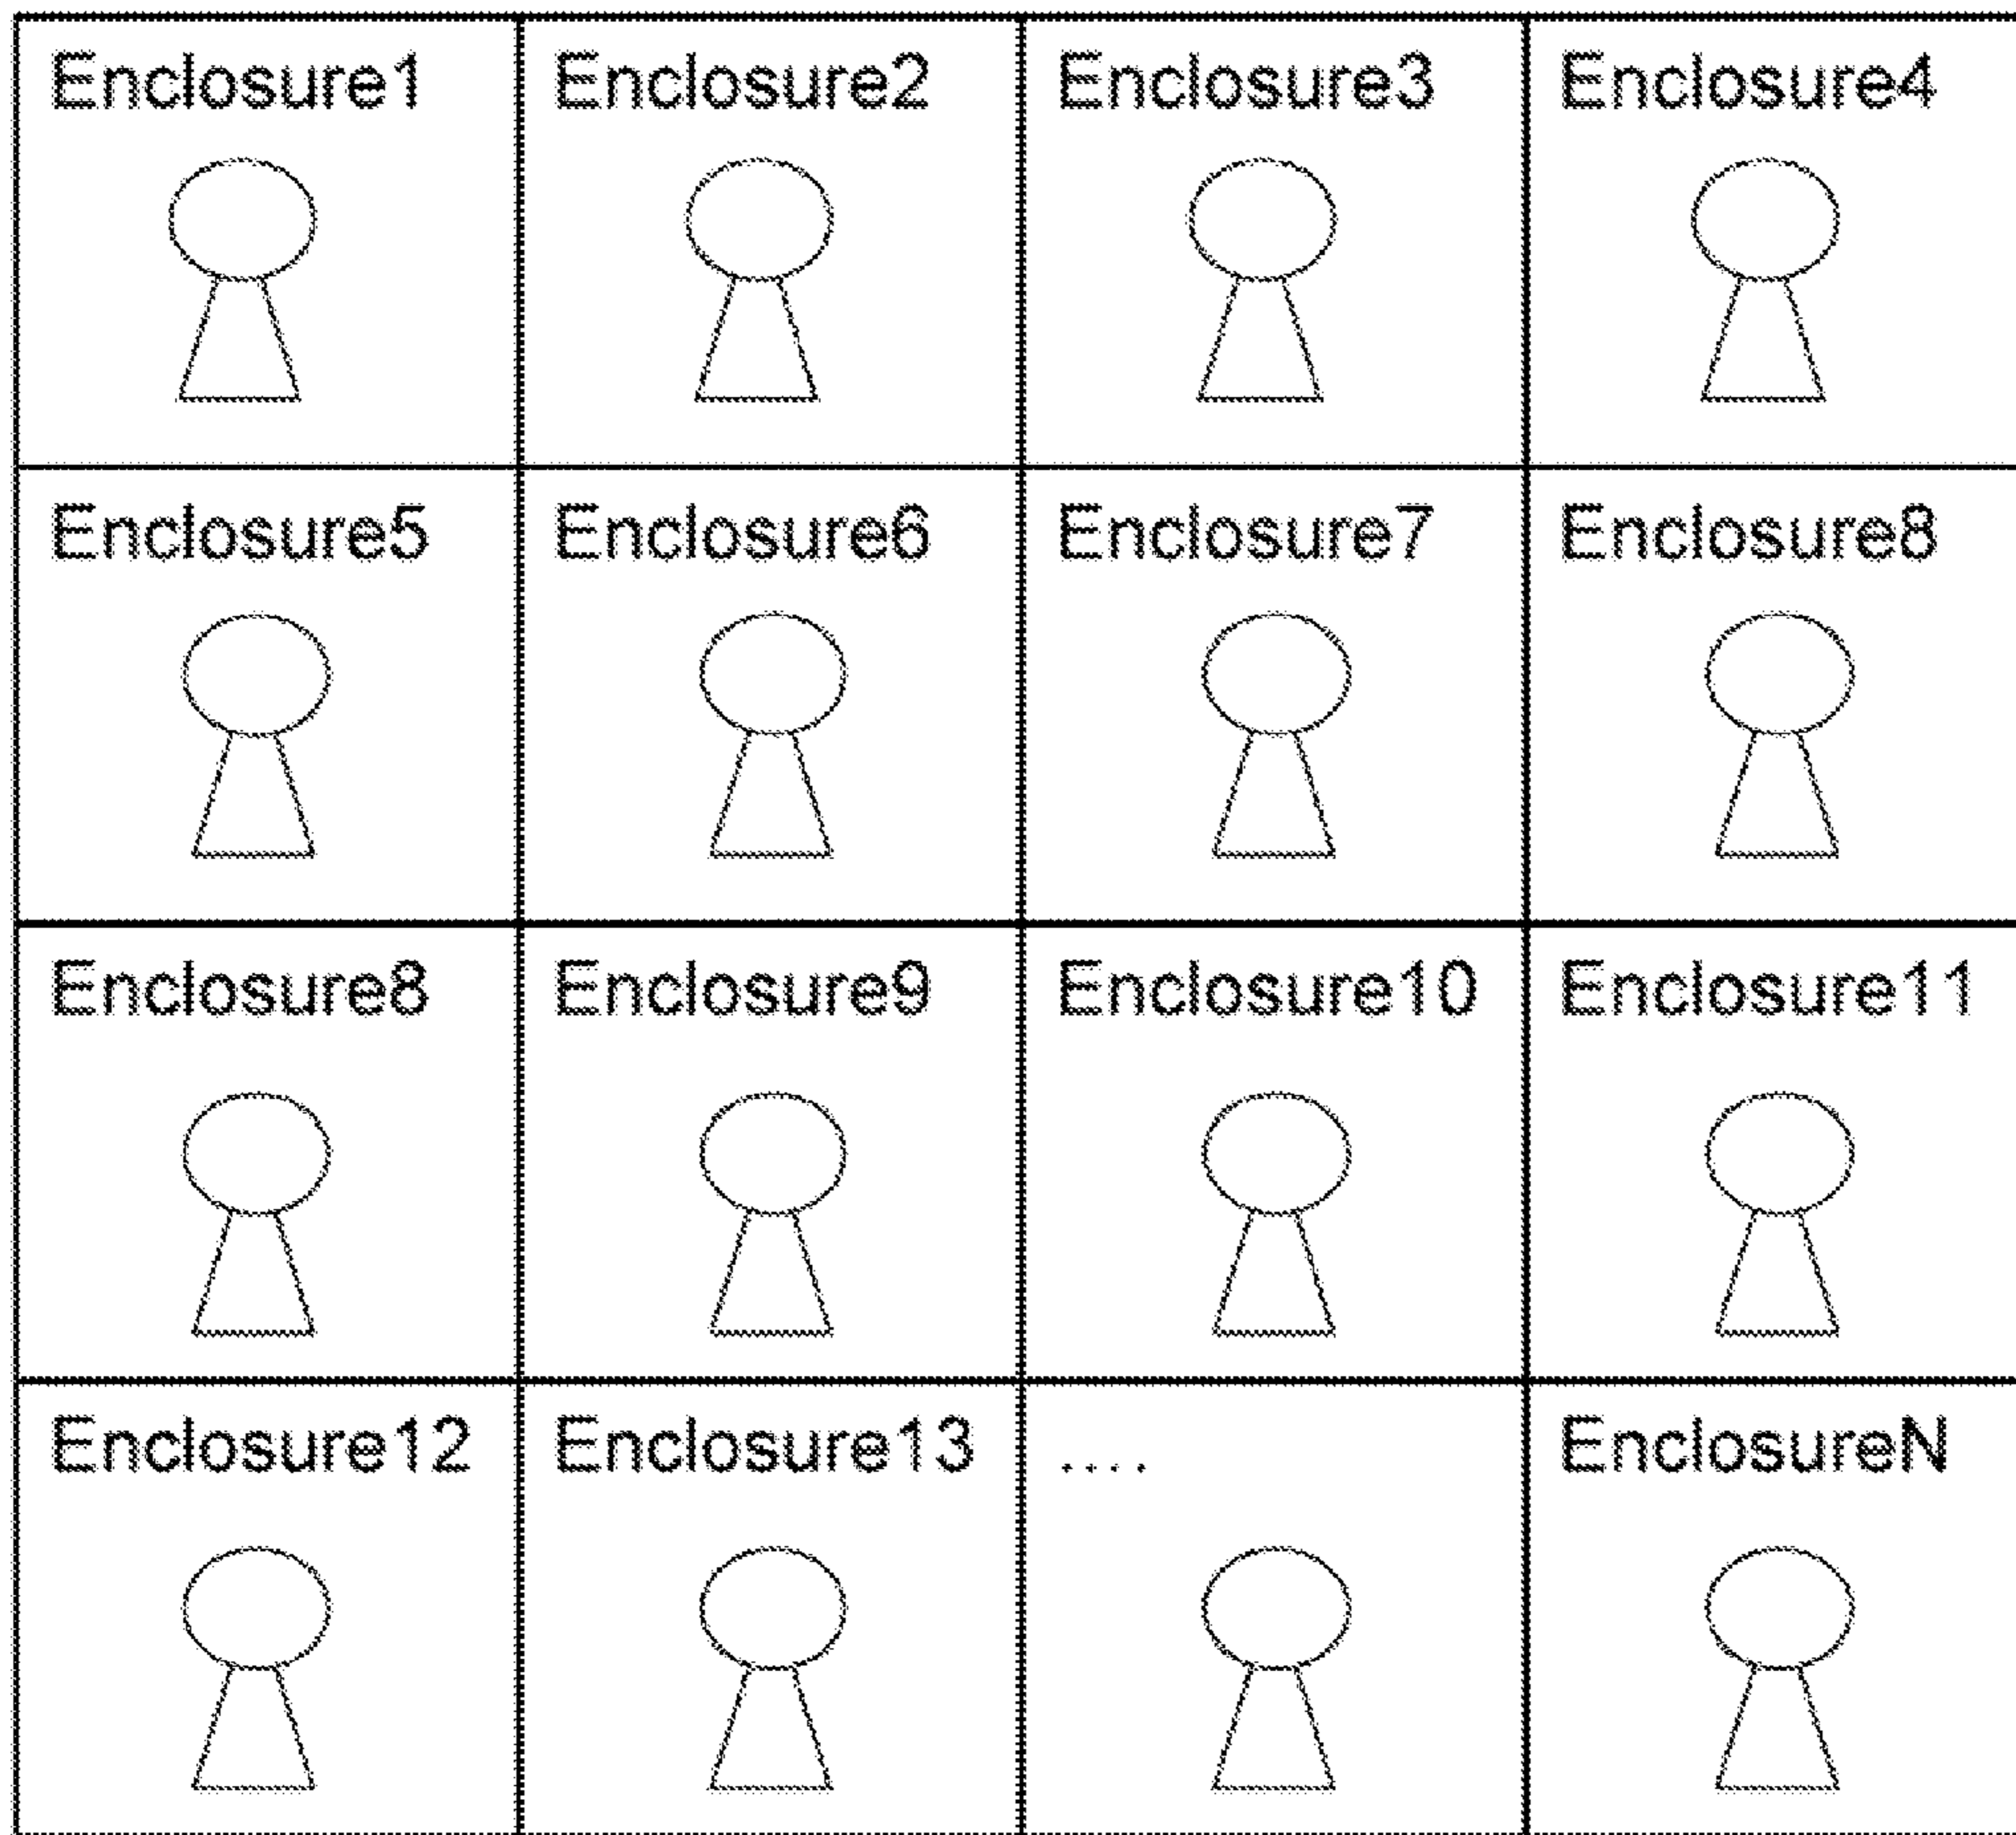 Enclosure1 Enclosure2 Enclosure3 Enclosure4
Enclosure5 Enclosure6 Enclosure7 Enclosure8
Enclosure8 Enclosure9 Enclosure10 Enclosure11
Enclosure12 Enclosure13 .... EnclosureN